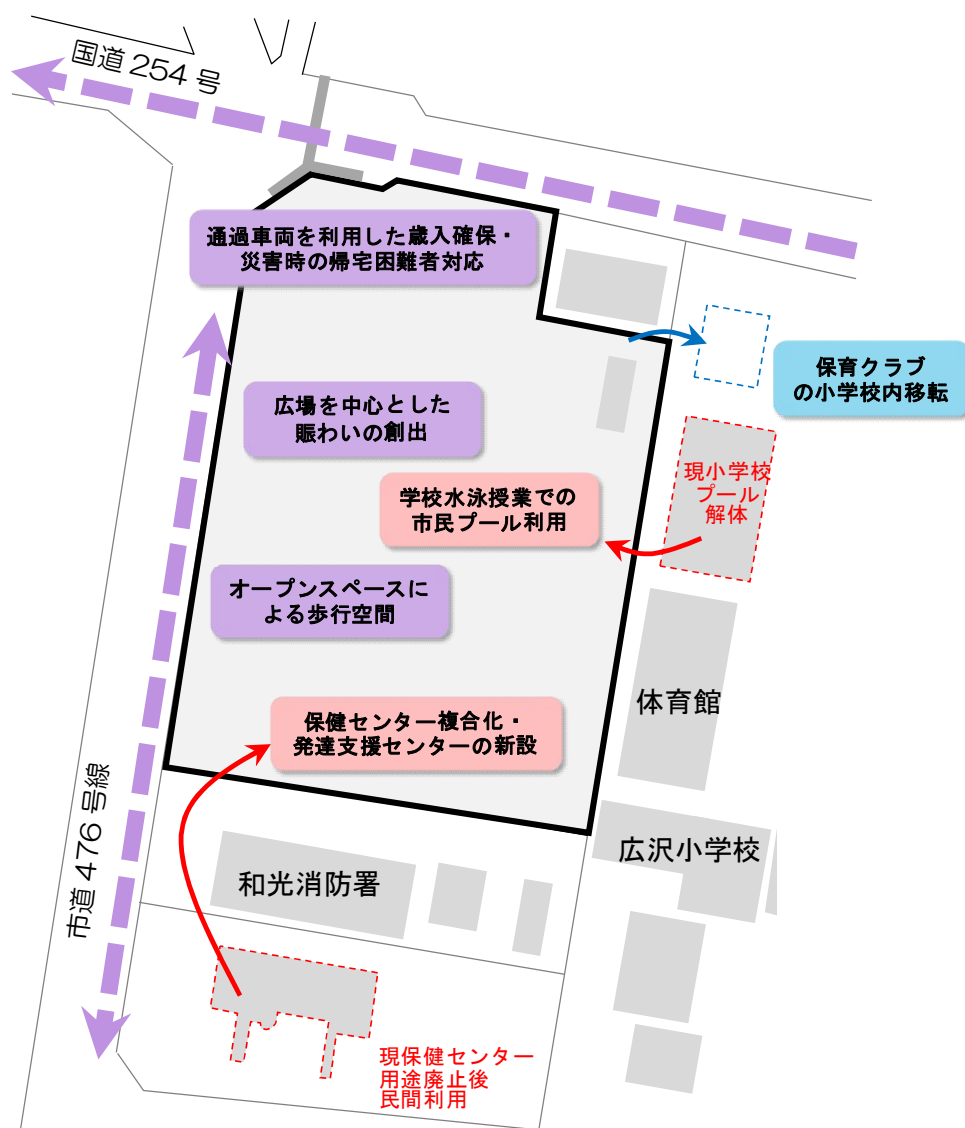 国道 254 号
通過車両を利用した歳入確保・
災害時の帰宅困難者対応
保育クラブ
の小学校内移転
広場を中心とした
賑わいの創出
現小学校
プール
解体
学校水泳授業での
市民プール利用
オープンスペースに
よる歩行空間
体育館
保健センター複合化・
発達支援センターの新設
市道 476 号線
広沢小学校
和光消防署
現保健センター
用途廃止後
民間利用